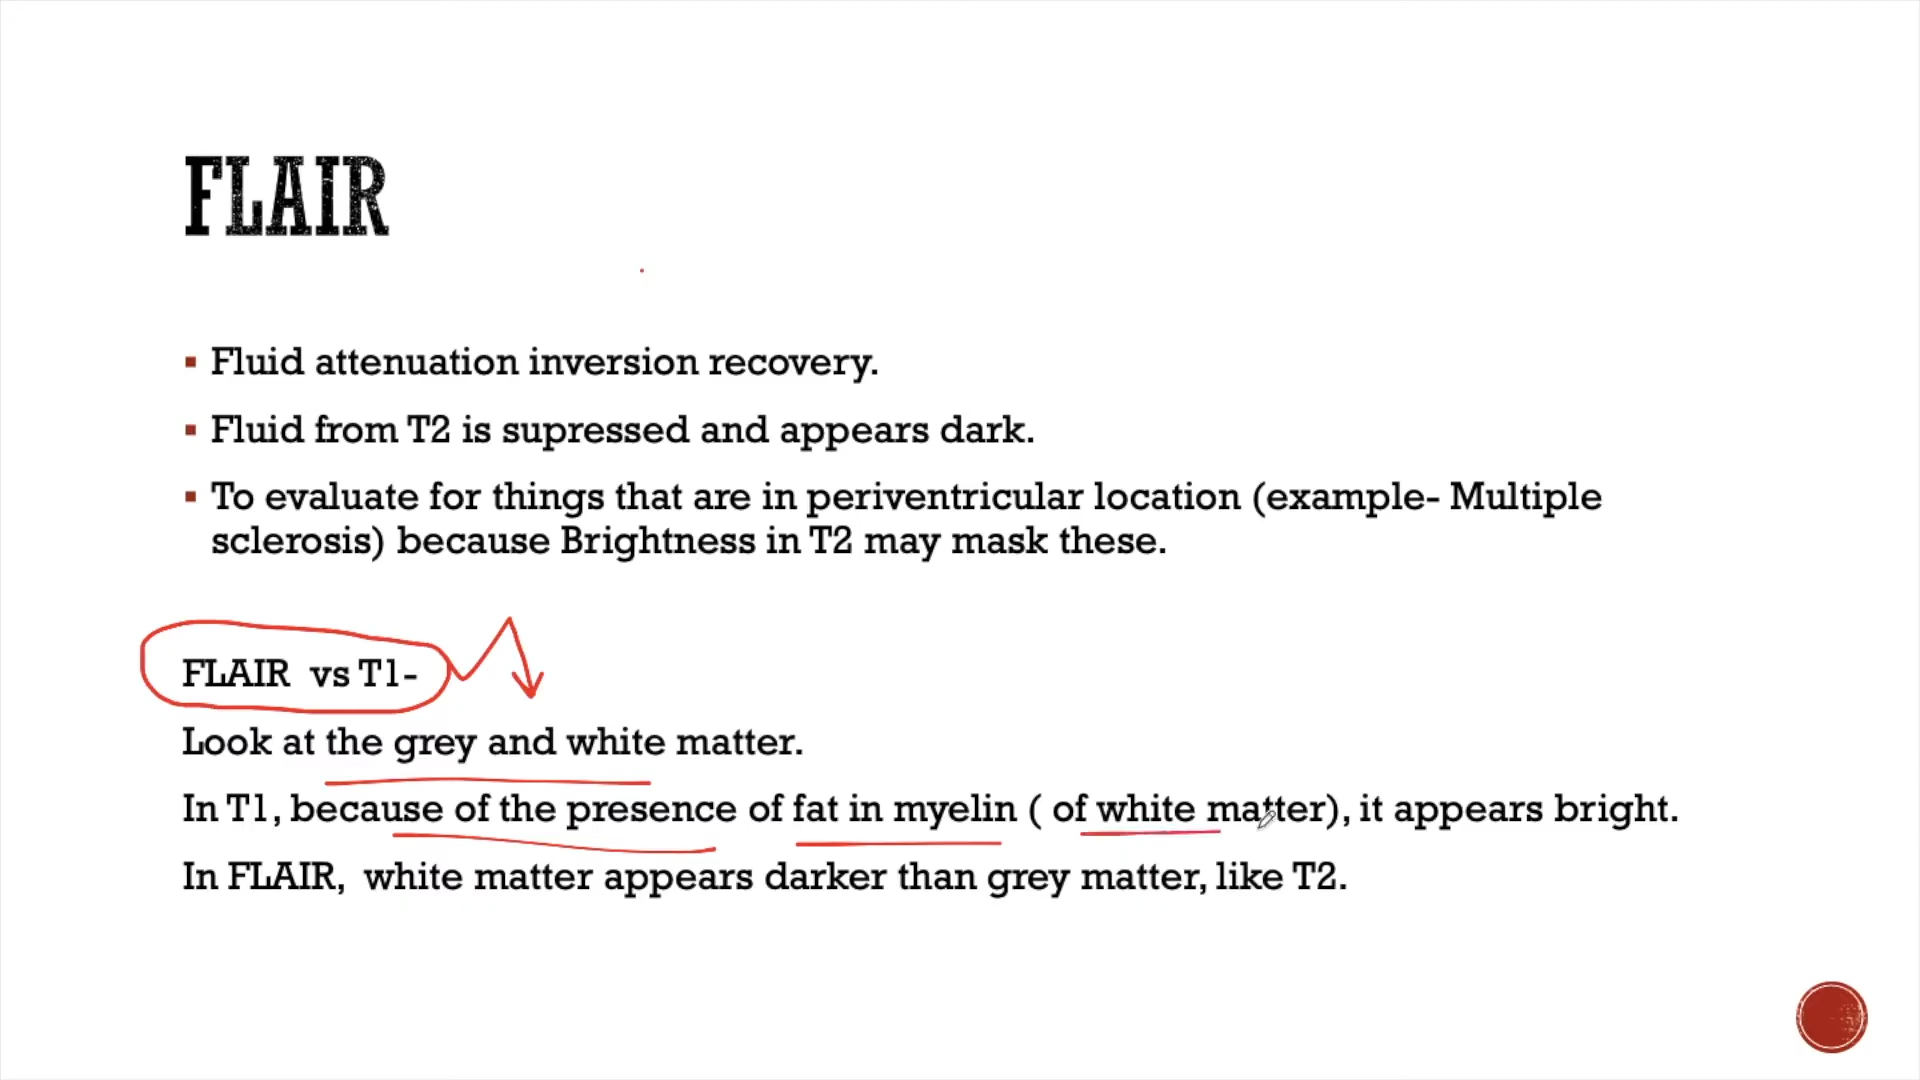 FLAIR
Fluid attenuation inversion recovery.
Fluid from T2 is supressed and appears dark.
To evaluate for things that are in periventricular location (example- Multiple
sclerosis) because Brightness in T2 may mask these.
FLAIR vs T1-
Look at the grey and white matter.
In T1, because of the presence of fat in myelin ( of white matter), it appears bright.
In FLAIR, white matter appears darker than grey matter, like T2.